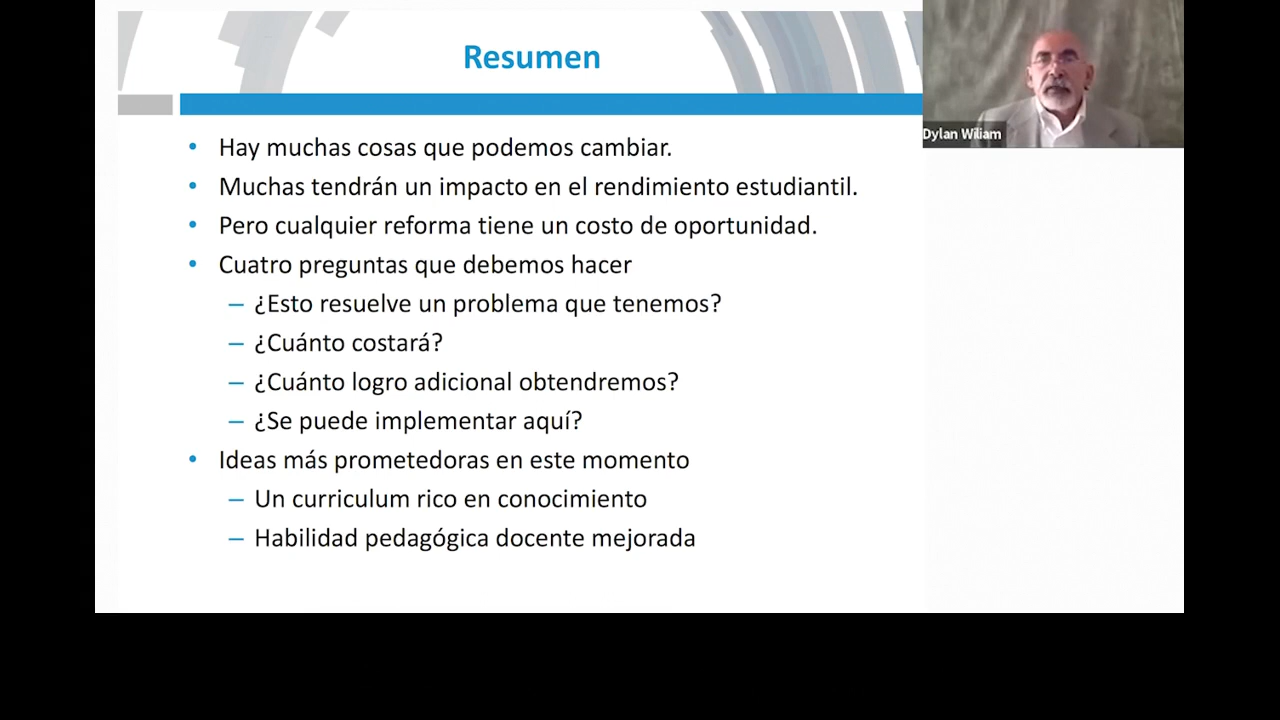 Resumen
Dylan Wiliam
• Hay muchas cosas que podemos cambiar.
• Muchas tendrán un impacto en el rendimiento estudiantil.
• Pero cualquier reforma tiene un costo de oportunidad.
• Cuatro preguntas que debemos hacer
– ¿Esto resuelve un problema que tenemos?
– ¿Cuánto costará?
– ¿Cuánto logro adicional obtendremos?
– ¿Se puede implementar aquí?
• Ideas más prometedoras en este momento
– Un curriculum rico en conocimiento
– Habilidad pedagógica docente mejorada